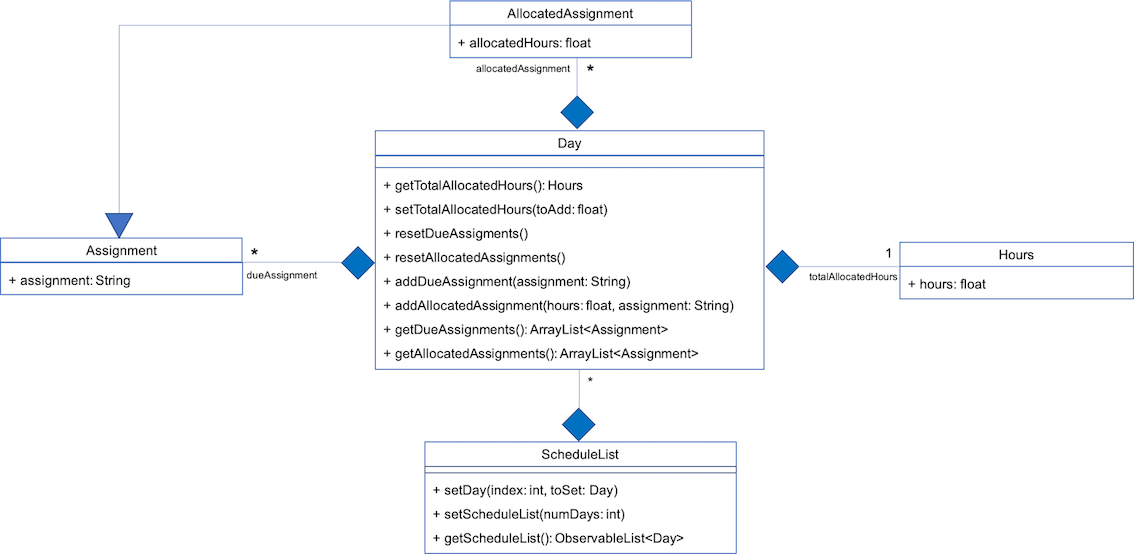 AllocatedAssignment
+ allocatedHours: float
allocatedAssignment
*
Day
+ getTotalAllocatedHours(): Hours
+ setTotalAllocatedHours(toAdd: float)
+ resetDueAssigments()
+ resetAllocatedAssignments()
+ addDueAssignment(assignment: String)
+ addAllocatedAssignment(hours: float, assignment: String)
+ getDueAssignments(): ArrayList<Assignment>
+ getAllocatedAssignments(): ArrayList<Assignment>
Assignment
+ assignment: String
*
dueAssignment
1
totalAllocatedHours
Hours
+ hours: float
*
ScheduleList
+ setDay(index: int, toSet: Day)
+ setScheduleList(numDays: int)
+ getScheduleList(): ObservableList<Day>